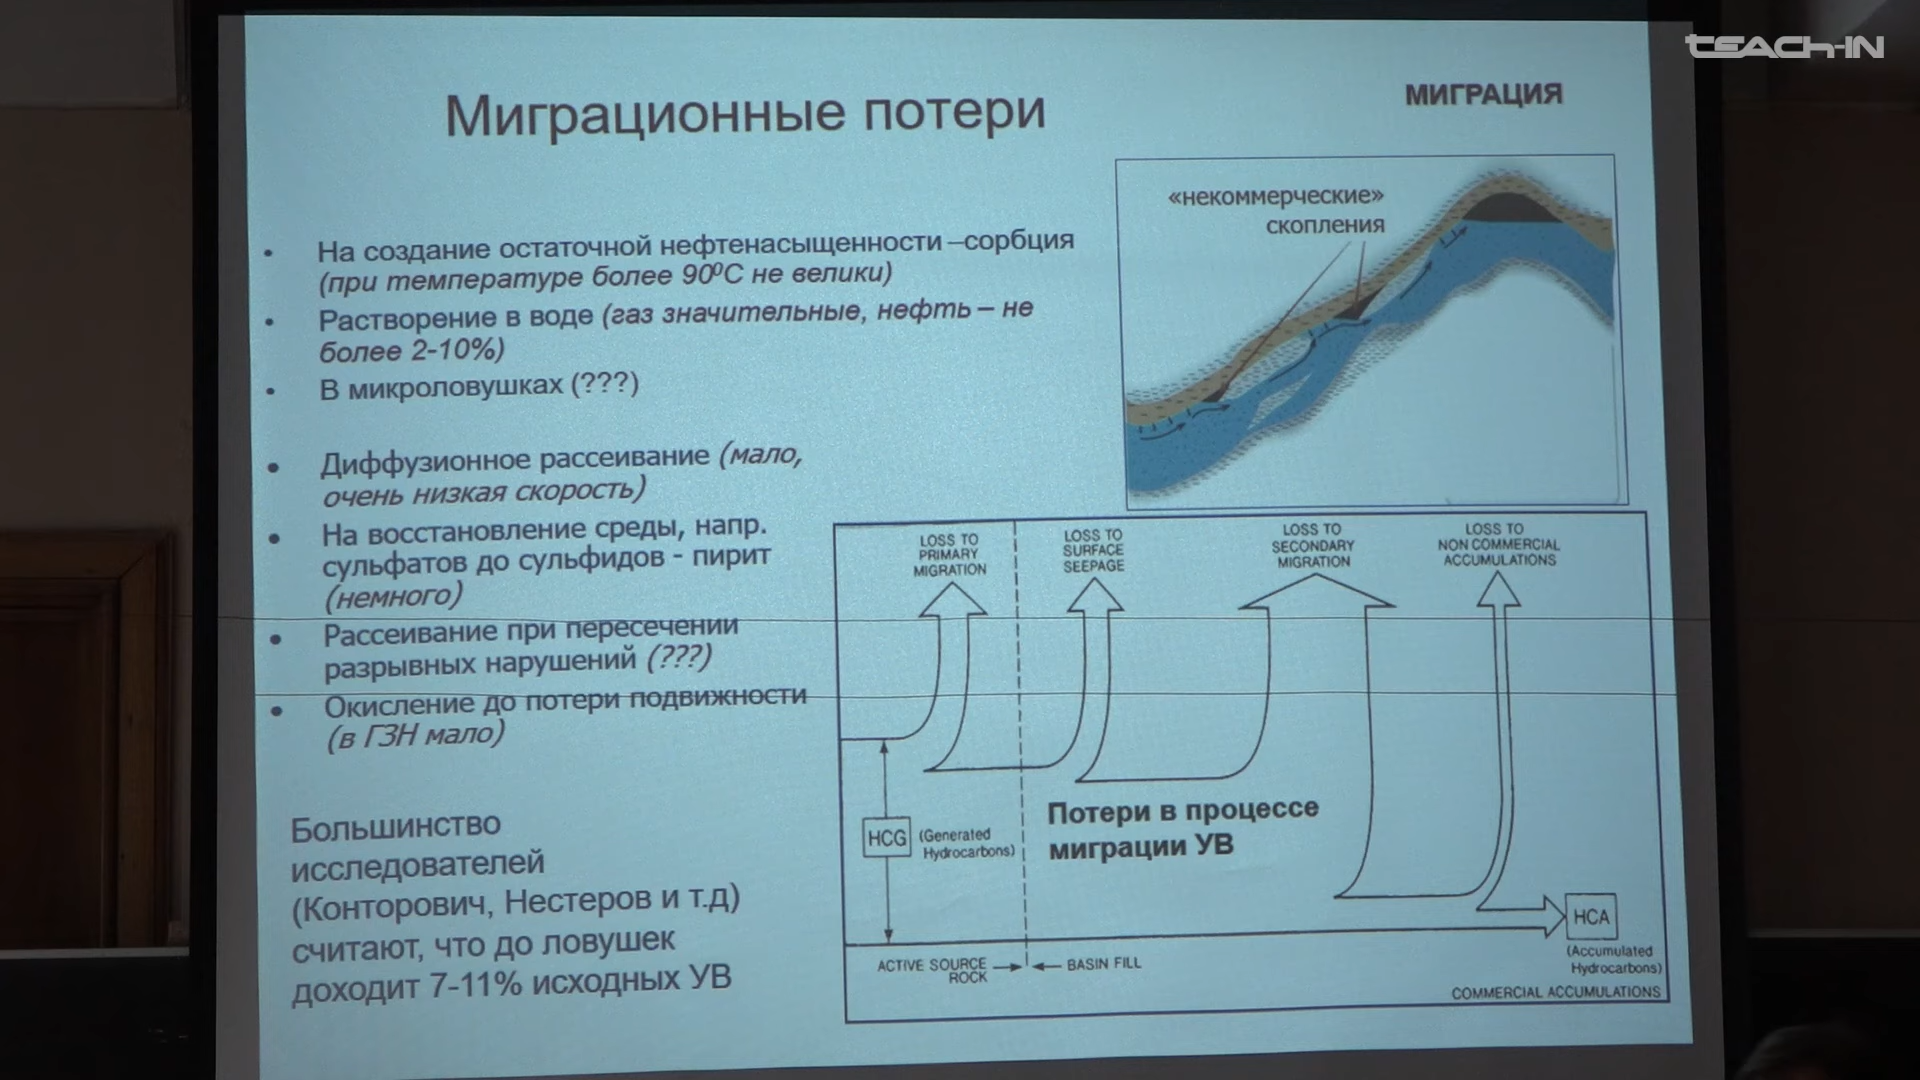 TEACH-IN
МИГРАЦИЯ
Миграционные потери
«некоммерческие»
скопления
• На создание остаточной нефтенасыщенности –сорбция
(при температуре более 90⁰С не велики)
• Растворение в воде (газ значительные, нефть – не
более 2-10%)
• В микроловушках (???)
• Диффузионное рассеивание (мало,
очень низкая скорость)
• На восстановление среды, напр.
сульфатов до сульфидов - пирит
(немного)
• Рассеивание при пересечении
разрывных нарушений (???)
• Окисление до потери подвижности
(в ГЗН мало)
Большинство
исследователей
(Конторович, Нестеров и т.д)
считают, что до ловушек
доходит 7-11% исходных УВ
LOSS TO
PRIMARY
MIGRATION
LOSS TO
SURFACE
SEEPAGE
LOSS TO
SECONDARY
MIGRATION
LOSS TO
NON COMMERCIAL
ACCUMULATIONS
HCG
(Generated
Hydrocarbons)
Потери в процессе
миграции УВ
HCA
(Accumulated
Hydrocarbons)
ACTIVE SOURCE
ROCK
BASIN FILL
COMMERCIAL ACCUMULATIONS